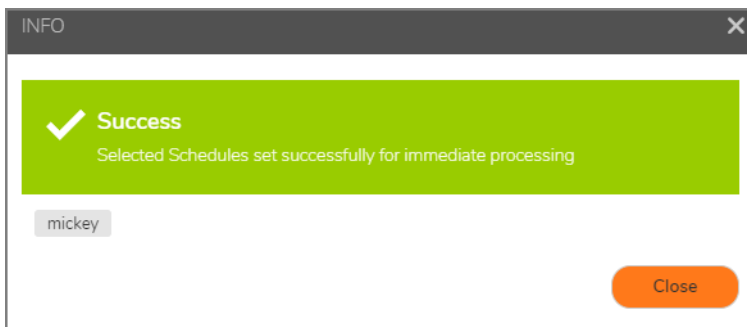 INFO
Success
Selected Schedules set successfully for immediate processing
mickey
Close